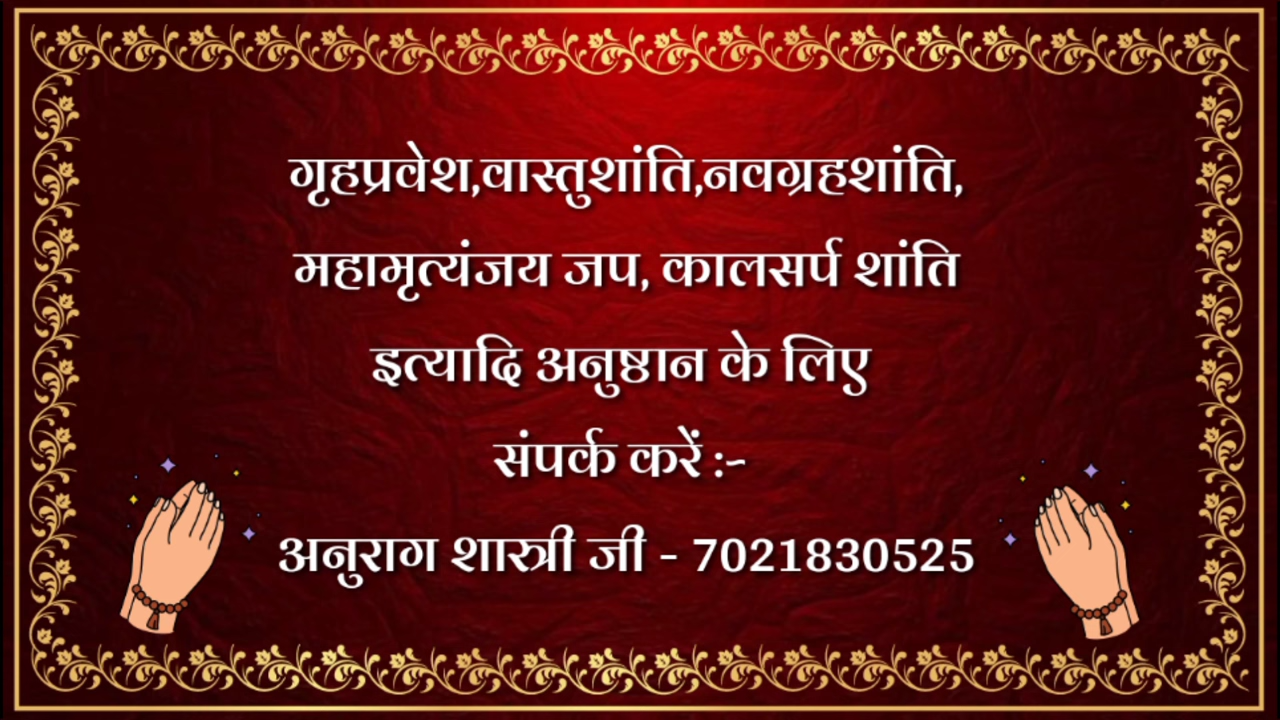 गृहप्रवेश,वास्तुशांति,नवग्रहशांति,
महामृत्यंजय जप, कालसर्प शांति
इत्यादि अनुष्ठान के लिए
संपर्क करें :-
अनुराग शास्त्री जी - 7021830525